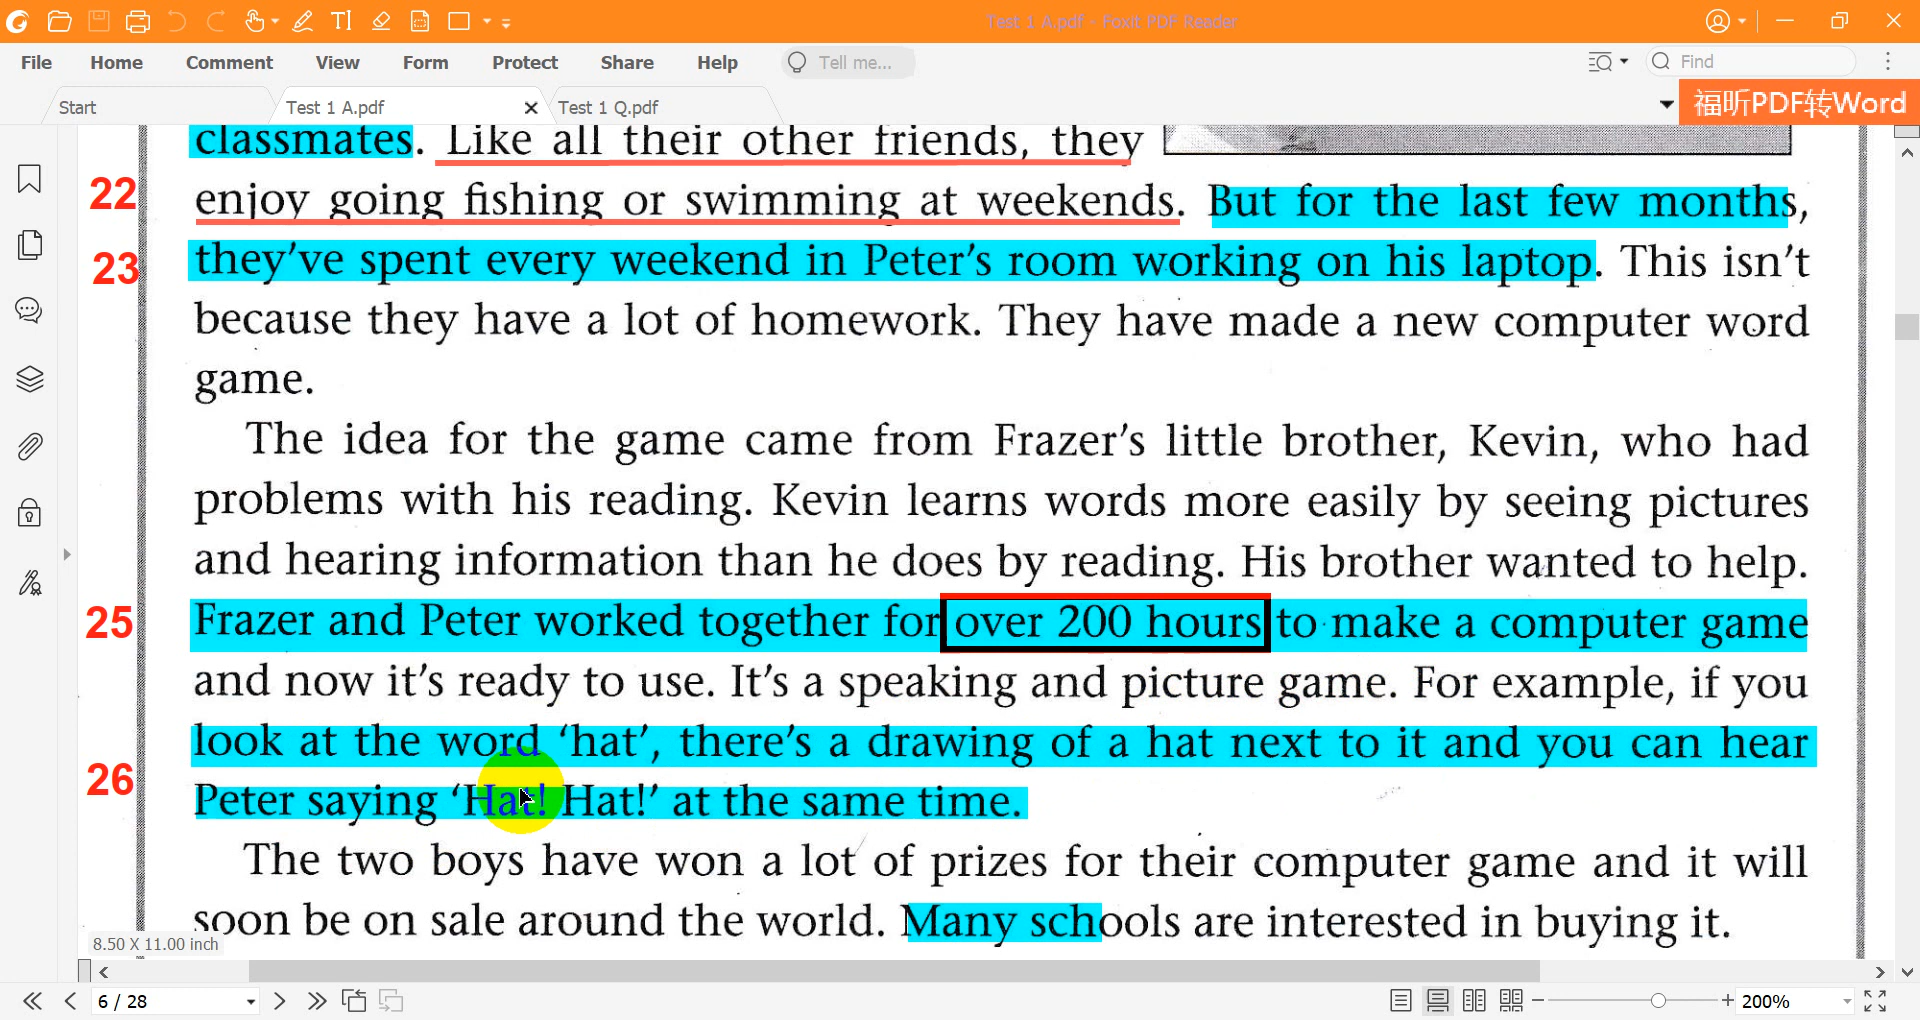 Test 1 A.pdf - Foxit PDF Reader
File Home Comment View Form Protect Share Help Tell me... Find
Start Test 1 A.pdf Test 1 Q.pdf 福昕PDF转Word
classmates. Like all their other friends, they
22 enjoy going fishing or swimming at weekends. But for the last few months,
23 they've spent every weekend in Peter's room working on his laptop. This isn't
because they have a lot of homework. They have made a new computer word
game.
The idea for the game came from Frazer's little brother, Kevin, who had
problems with his reading. Kevin learns words more easily by seeing pictures
and hearing information than he does by reading. His brother wanted to help.
25 Frazer and Peter worked together for over 200 hours to make a computer game
and now it's ready to use. It's a speaking and picture game. For example, if you
look at the word 'hat', there's a drawing of a hat next to it and you can hear
26 Peter saying 'Hat! Hat!' at the same time.
The two boys have won a lot of prizes for their computer game and it will
soon be on sale around the world. Many schools are interested in buying it.
8.50 X 11.00 inch
6 / 28 200%